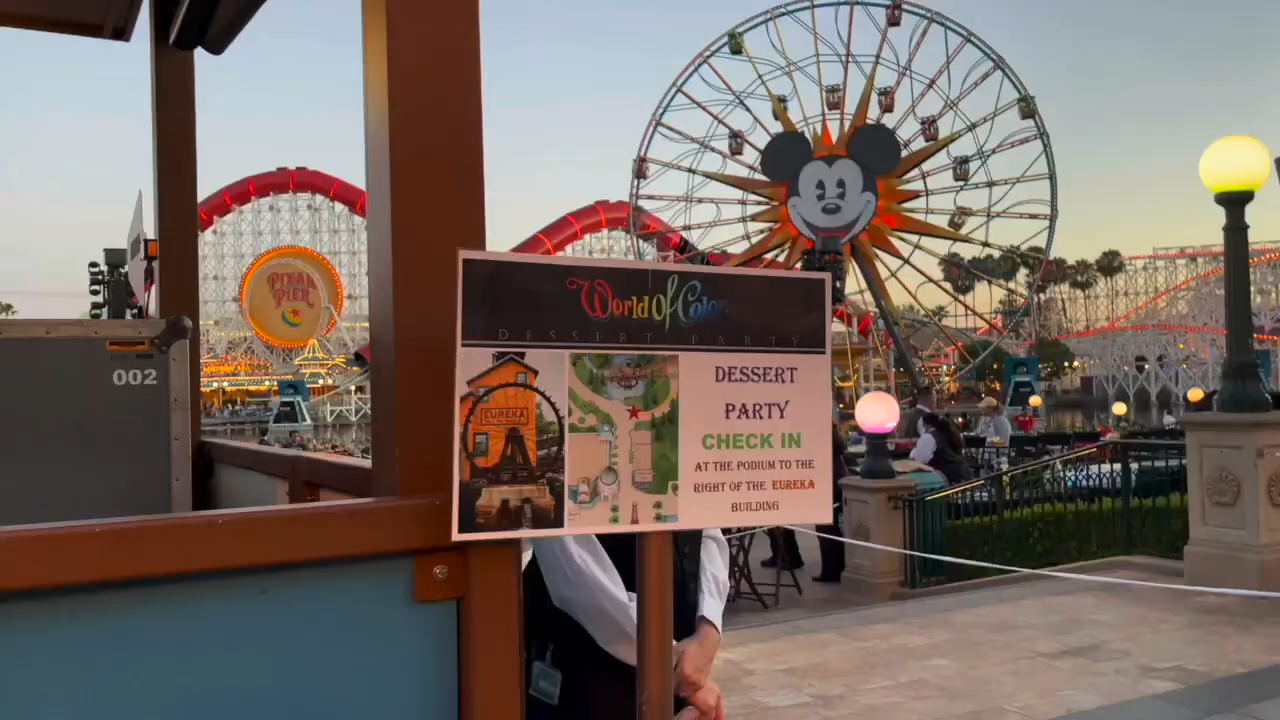 PIXAR
PIER
002
World Of Color
DESSERT PARTY
EUREKA
DESSERT
PARTY
CHECK IN
AT THE PODIUM TO THE
RIGHT OF THE EUREKA
BUILDING